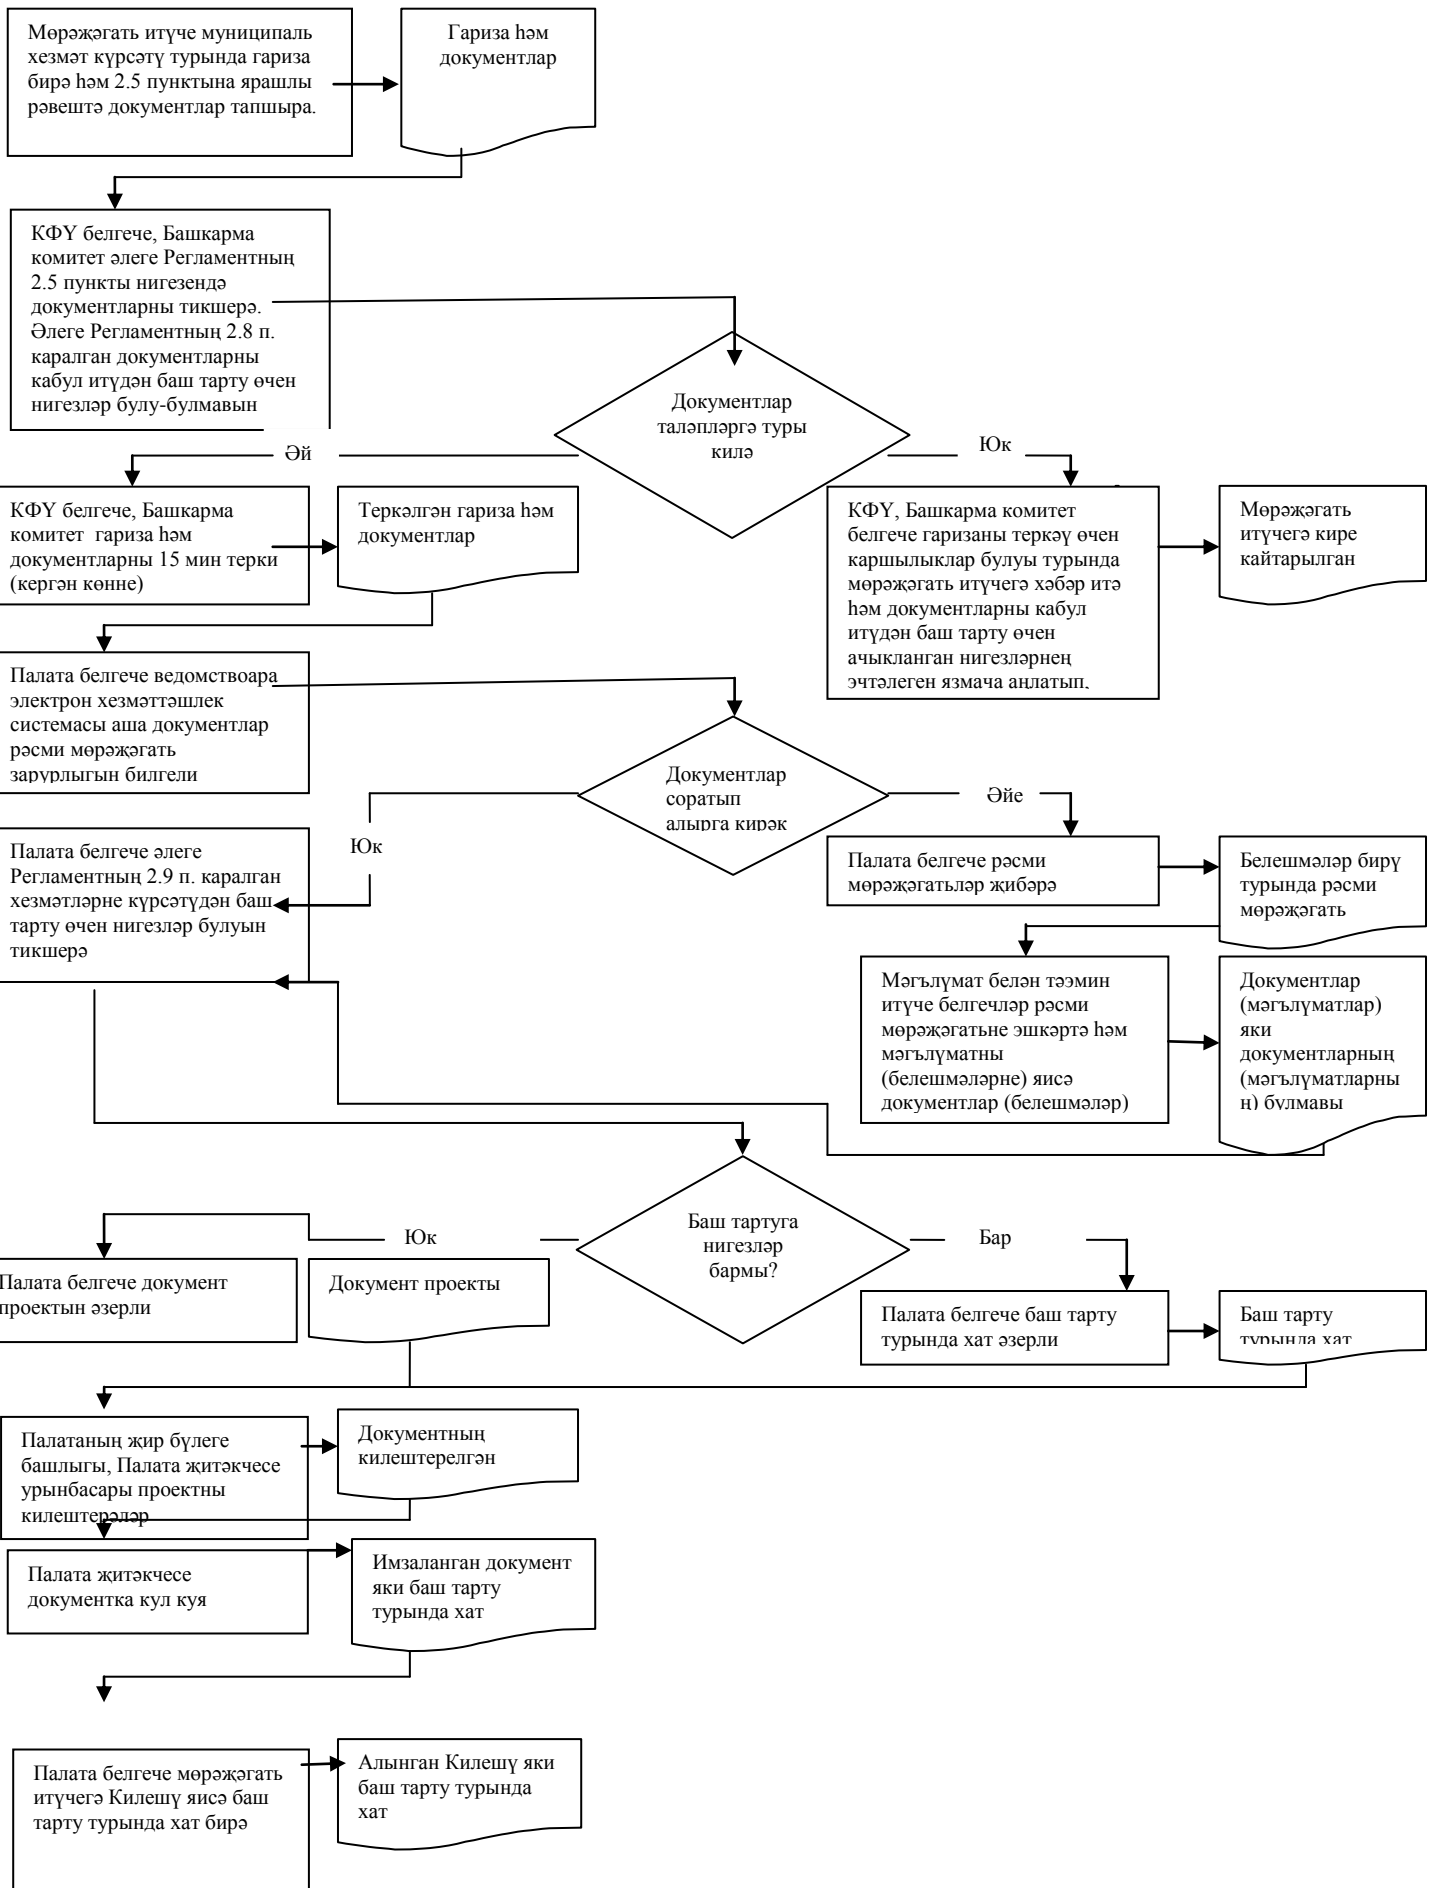 Мөрәҗәгать итүче муниципаль
хезмәт күрсәтү турында гариза
бирә һәм 2.5 пунктына ярашлы
рәвештә документлар тапшыра.
Гариза һәм
документлар
КФҮ белгече, Башкарма
комитет әлеге Регламентның
2.5 пункты нигезендә
документларны тикшерә.
Әлеге Регламентның 2.8 п.
каралган документларны
кабул итүдән баш тарту өчен
нигезләр булу-булмавын
Документлар
таләпләргә туры
килә
Әй
Юк
КФҮ белгече, Башкарма
комитет гариза һәм
документларны 15 мин терки
(кергән көнне)
Теркәлгән гариза һәм
документлар
КФҮ, Башкарма комитет
белгече гаризаны теркәү өчен
каршылыклар булуы турында
мөрәҗәгать итүчегә хәбәр итә
һәм документларны кабул
итүдән баш тарту өчен
ачыкланган нигезләрнең
эчтәлеген язмача аңлатып,
Мөрәҗәгать
итүчегә кире
кайтарылган
Палата белгече ведомствоара
электрон хезмәттәшлек
системасы аша документлар
рәсми мөрәҗәгать
зарурлыгын билгели
Документлар
соратып
алырга кирәк
Юк
Әйе
Палата белгече рәсми
мөрәҗәгатьләр җибәрә
Белешмәләр бирү
турында рәсми
мөрәҗәгать
Палата белгече әлеге
Регламентның 2.9 п. каралган
хезмәтләрне күрсәтүдән баш
тарту өчен нигезләр булуын
тикшерә
Мәгълүмат белән тәэмин
итүче белгечләр рәсми
мөрәҗәгатьне эшкәртә һәм
мәгълүматны
(белешмәләрне) яисә
документлар (белешмәләр)
Документлар
(мәгълүматлар)
яки
документларның
(мәгълүматларны
ң) булмавы
Баш тартуга
нигезләр
бармы?
Юк
Бар
Палата белгече документ
проектын әзерли
Документ проекты
Палата белгече баш тарту
турында хат әзерли
Баш тарту
турында хат
Палатаның җир бүлеге
башлыгы, Палата җитәкчесе
урынбасары проектны
килештерәләр
Документның
килештерелгән
Палата җитәкчесе
документка кул куя
Имзаланган документ
яки баш тарту
турында хат
Палата белгече мөрәҗәгать
итүчегә Килешү яисә баш
тарту турында хат бирә
Алынган Килешү яки
баш тарту турында
хат